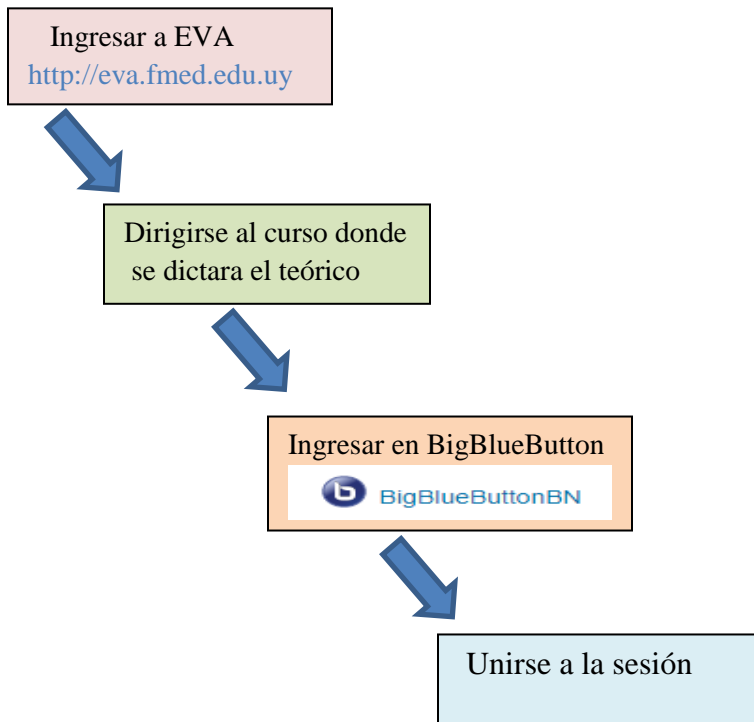 Ingresar a EVA
http://eva.fmed.edu.uy
Dirigirse al curso donde
se dictara el teórico
Ingresar en BigBlueButton
b BigBlueButtonBN
Unirse a la sesión